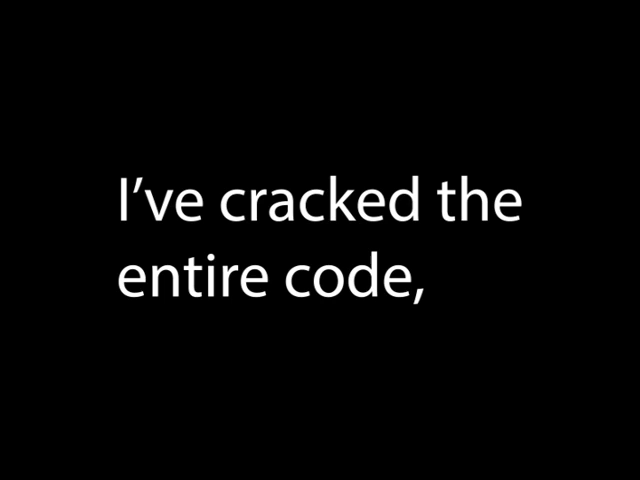 I’ve cracked the
entire code,